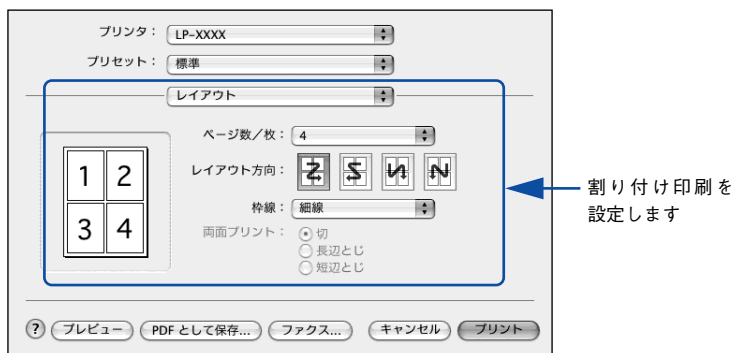 プリンタ： LP-XXXX
プリセット： 標準
レイアウト
ページ数／枚： 4
レイアウト方向：
1 2
3 4
枠線： 細線
両面プリント： 切
長辺とじ
短辺とじ
割り付け印刷を
設定します
? プレビュー PDF として保存... ファクス... キャンセル プリント